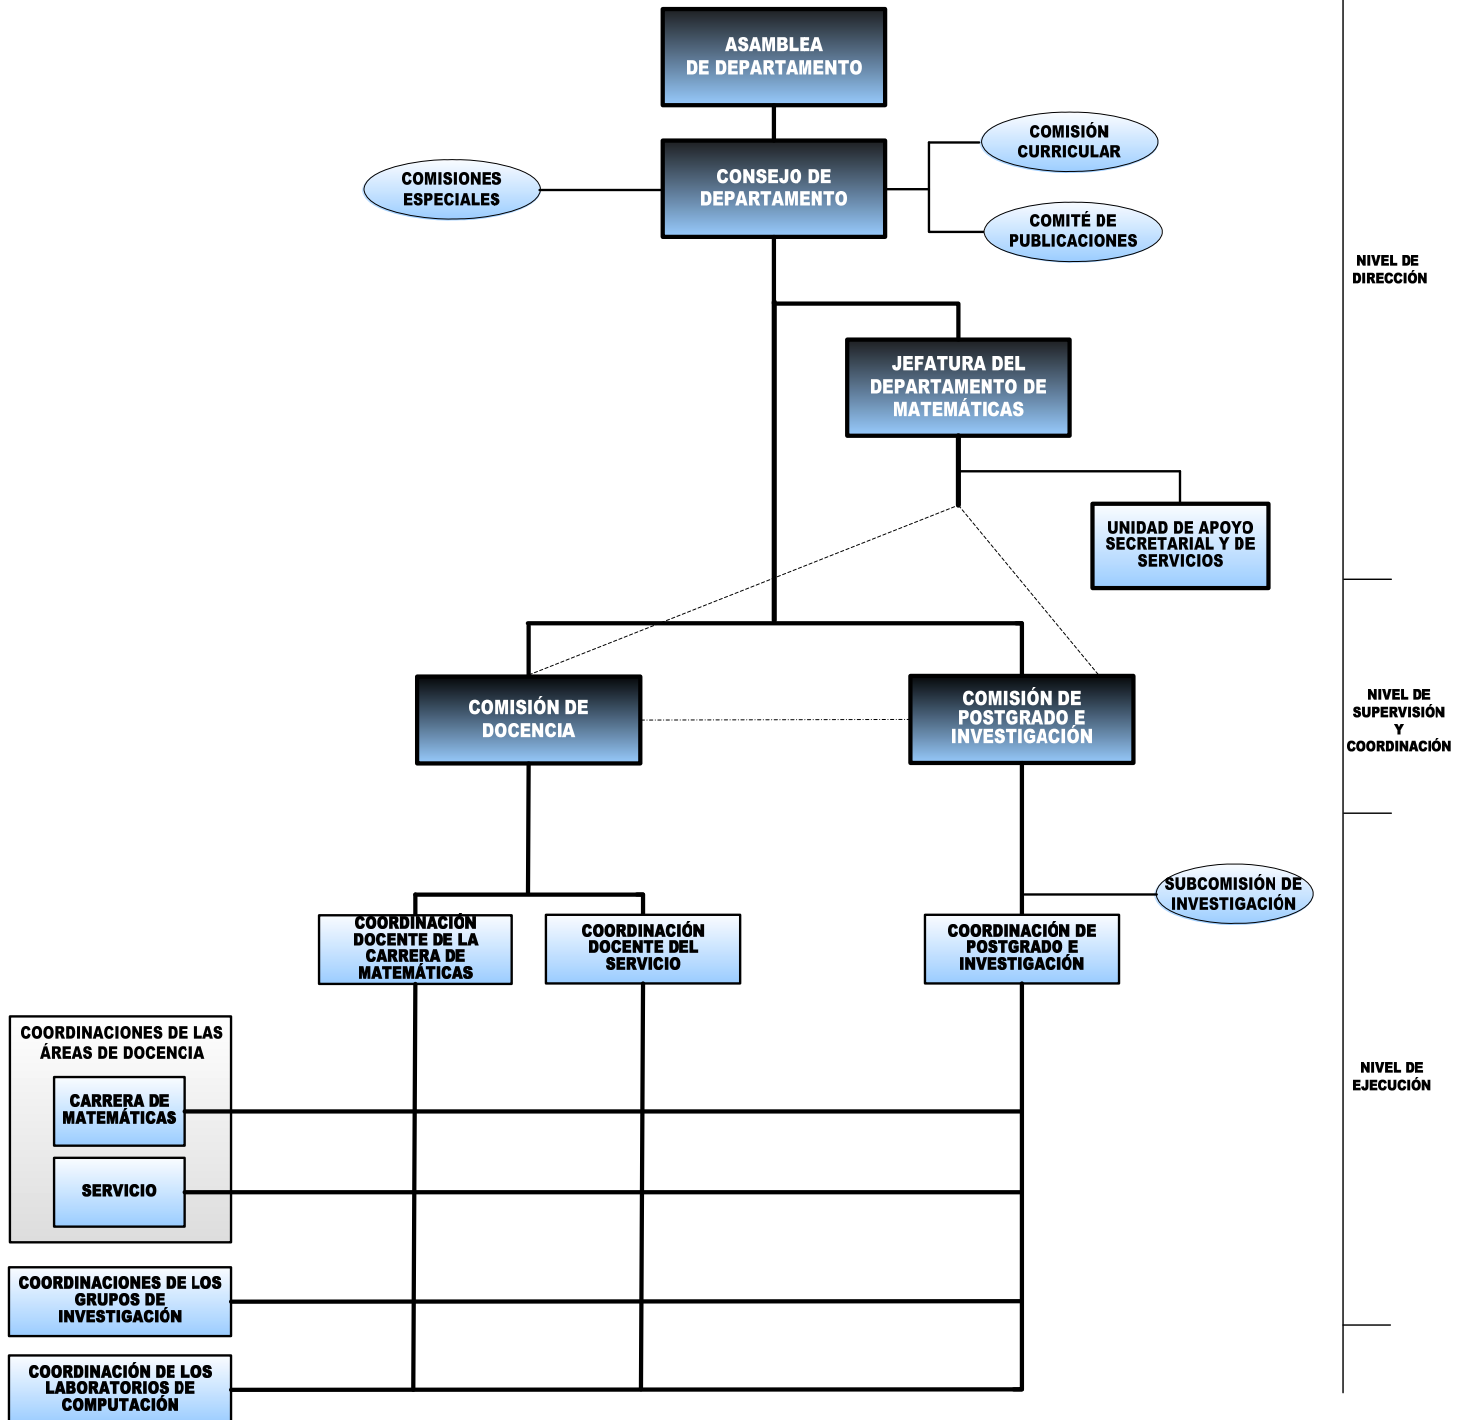 ASAMBLEA
DE DEPARTAMENTO
COMISIÓN
CURRICULAR
CONSEJO DE
DEPARTAMENTO
COMISIONES
ESPECIALES
COMITÉ DE
PUBLICACIONES
NIVEL DE
DIRECCIÓN
JEFATURA DEL
DEPARTAMENTO DE
MATEMÁTICAS
UNIDAD DE APOYO
SECRETARIAL Y DE
SERVICIOS
COMISIÓN DE
DOCENCIA
COMISIÓN DE
POSTGRADO E
INVESTIGACIÓN
NIVEL DE
SUPERVISIÓN
Y
COORDINACIÓN
SUBCOMISIÓN DE
INVESTIGACIÓN
COORDINACIÓN
DOCENTE DE LA
CARRERA DE
MATEMÁTICAS
COORDINACIÓN
DOCENTE DEL
SERVICIO
COORDINACIÓN DE
POSTGRADO E
INVESTIGACIÓN
COORDINACIONES DE LAS
ÁREAS DE DOCENCIA
CARRERA DE
MATEMÁTICAS
SERVICIO
NIVEL DE
EJECUCIÓN
COORDINACIONES DE LOS
GRUPOS DE
INVESTIGACIÓN
COORDINACIÓN DE LOS
LABORATORIOS DE
COMPUTACIÓN